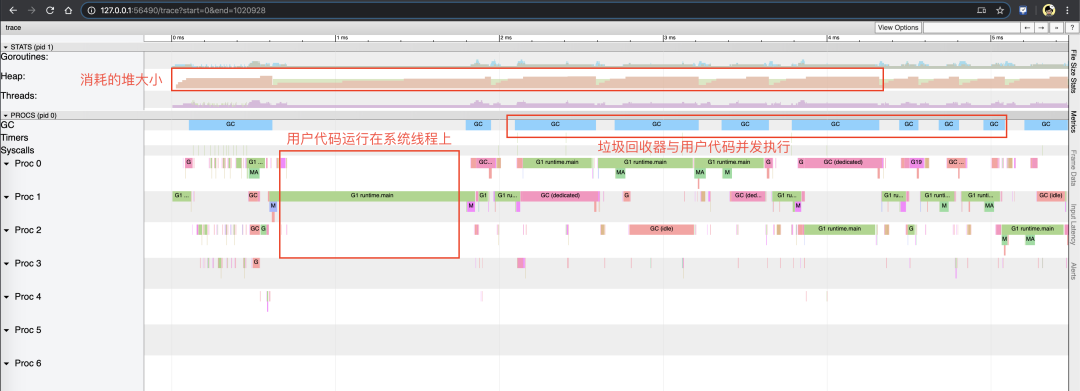 127.0.0.1:56490/trace?start=0&end=1020928
trace
View Options
← → » ?
0 ms 1 ms 2 ms 3 ms 4 ms 5 ms
STATS (pid 1)
Goroutines:
Heap:
消耗的堆大小
Threads:
PROCS (pid 0)
GC GC GC GC GC GC GC GC GC GC GC
Timers
用户代码运行在系统线程上
垃圾回收器与用户代码并发执行
Syscalls
Proc 0 G G1 ... GC... G1 runtime.main G1 runtime.main G1 runtime.main G GC (dedicated) G19 GC ...
MA MA M MA
Proc 1 G1 ... GC G1 runtime.main G1 G1 ru... GC (dedicated) G GC (ded... G1 ru... G1 ru... G1 runti... G1 runti... GC (idle)
M M M M MA
Proc 2 GC G GC (idle) G1 runtime.main G G1 runtime.main
M MA
Proc 3 G
Proc 4
Proc 5
Proc 6
File Size Stats
Metrics
Frame Data
Input Latency
Alerts